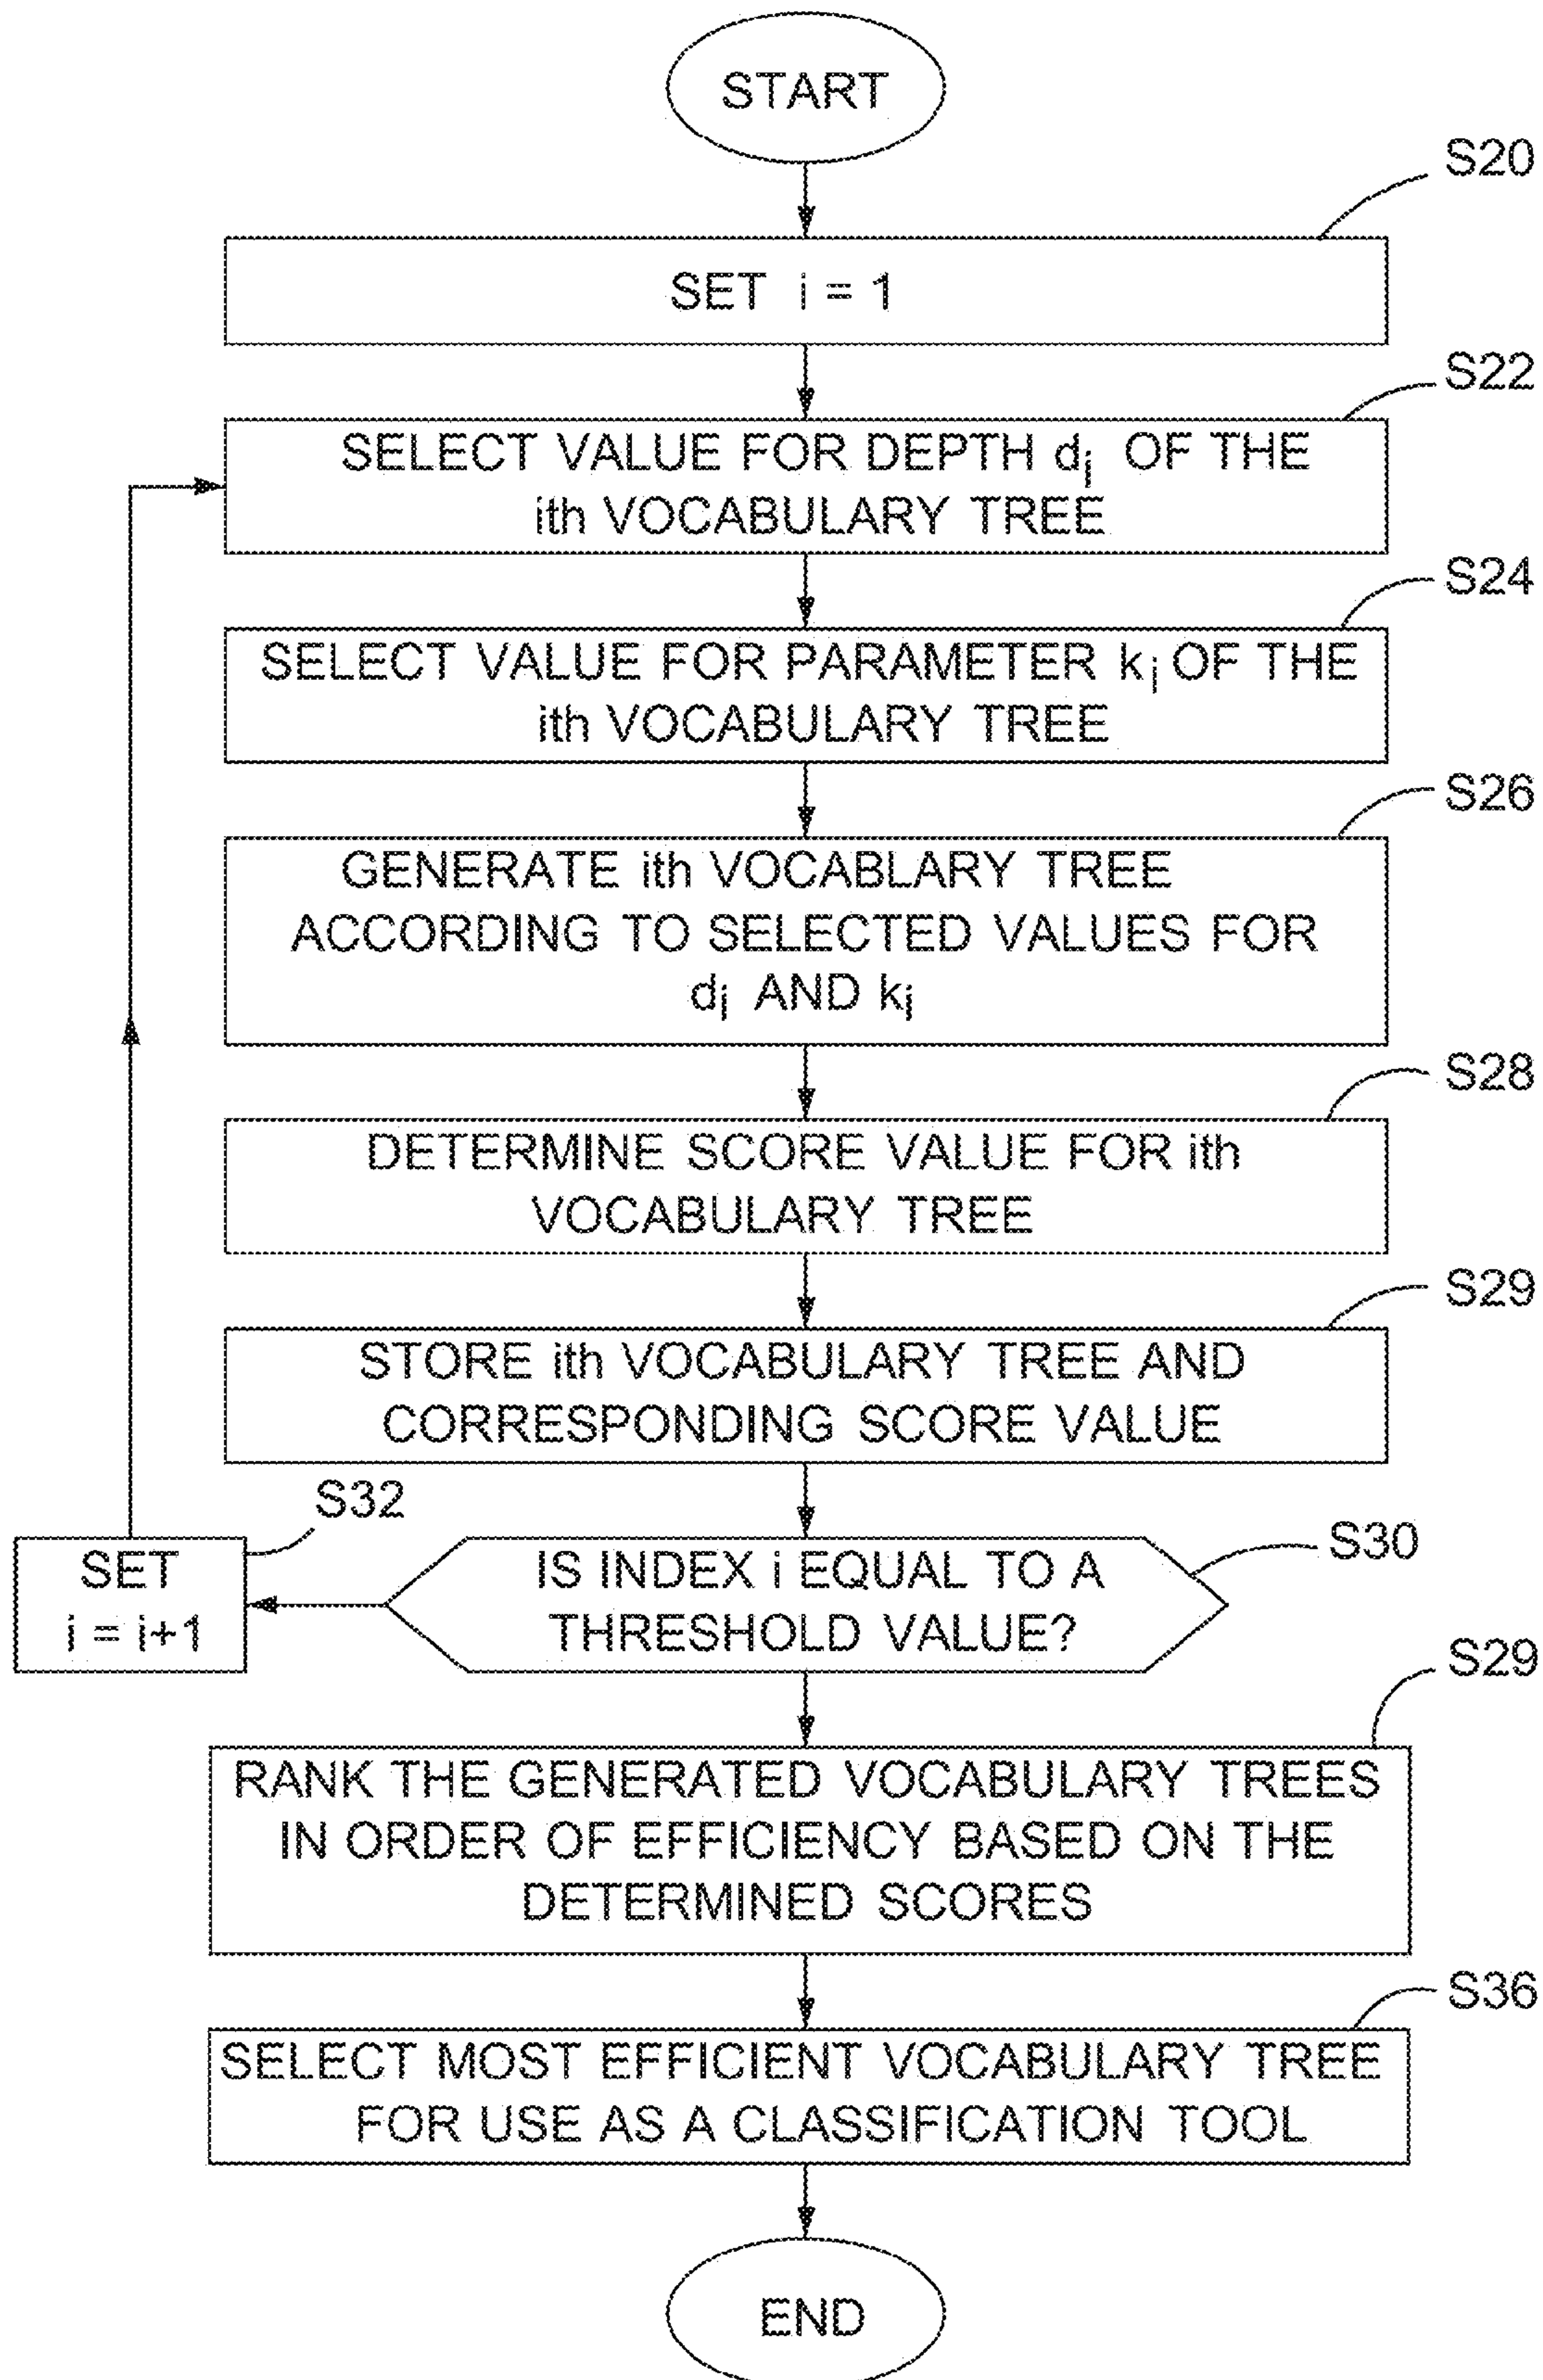 START
S20
SET i = 1
S22
SELECT VALUE FOR DEPTH di OF THE
ith VOCABULARY TREE
S24
SELECT VALUE FOR PARAMETER ki OF THE
ith VOCABULARY TREE
S26
GENERATE ith VOCABLARY TREE
ACCORDING TO SELECTED VALUES FOR
di AND ki
S28
DETERMINE SCORE VALUE FOR ith
VOCABULARY TREE
S29
STORE ith VOCABULARY TREE AND
CORRESPONDING SCORE VALUE
S32
SET
i = i+1
S30
IS INDEX i EQUAL TO A
THRESHOLD VALUE?
S29
RANK THE GENERATED VOCABULARY TREES
IN ORDER OF EFFICIENCY BASED ON THE
DETERMINED SCORES
S36
SELECT MOST EFFICIENT VOCABULARY TREE
FOR USE AS A CLASSIFICATION TOOL
END